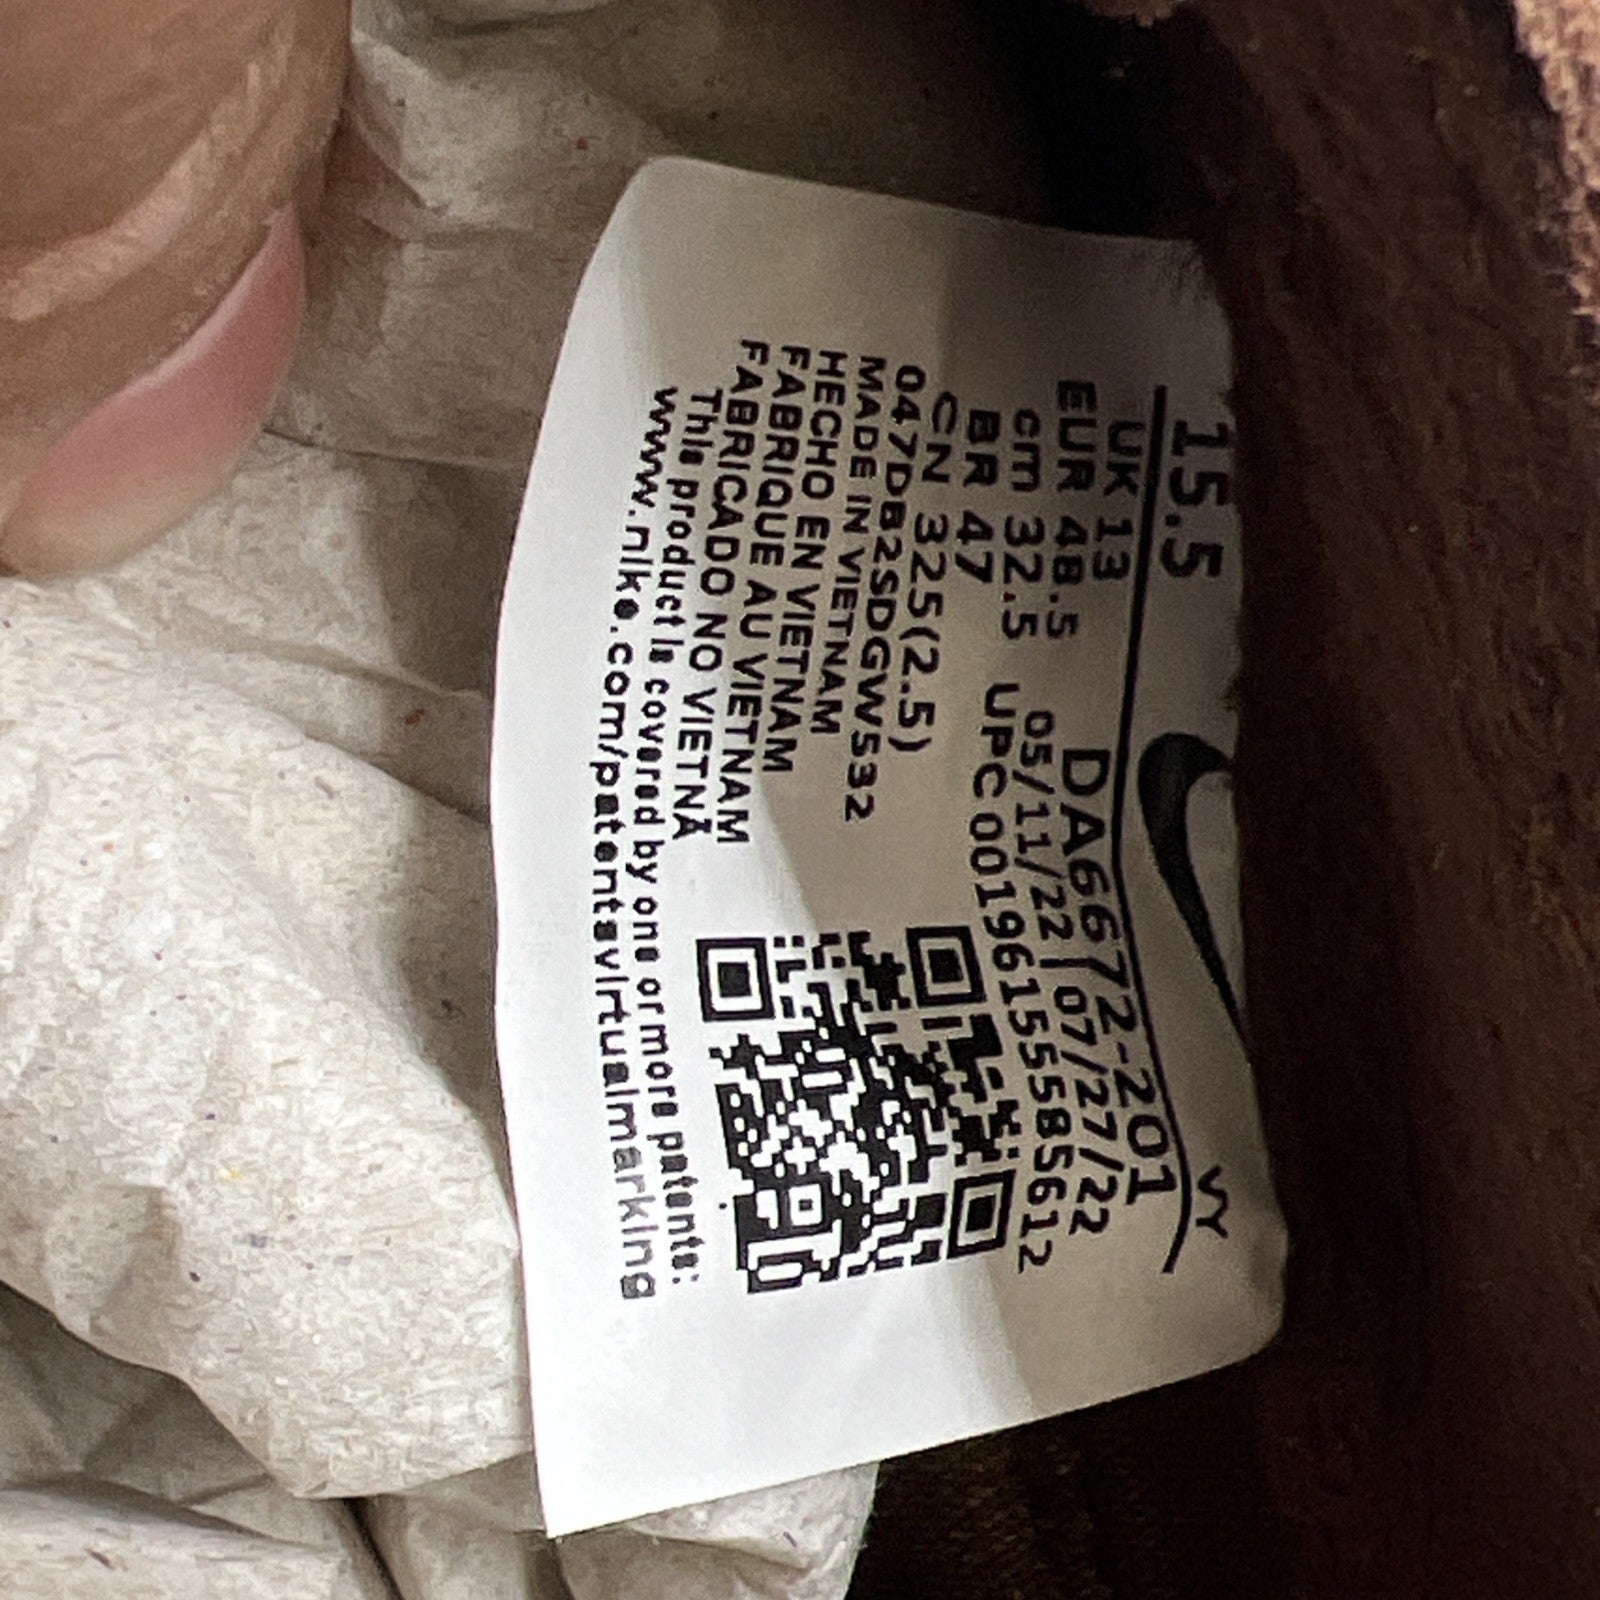 15.5
VY
UK 13
EUR 48.5
DA6672-201
cm 32.5
05/11/22|07/27/22
BR 47
UPC 00196155585612
CN 325(2.5)
047DB2SDGW532
MADE IN VIETNAM
HECHO EN VIETNAM
FABRIQUE AU VIETNAM
FABRICADO NO VIETNÃ
This product is covered by one or more patents:
www.nike.com/patentsvirtualmarking